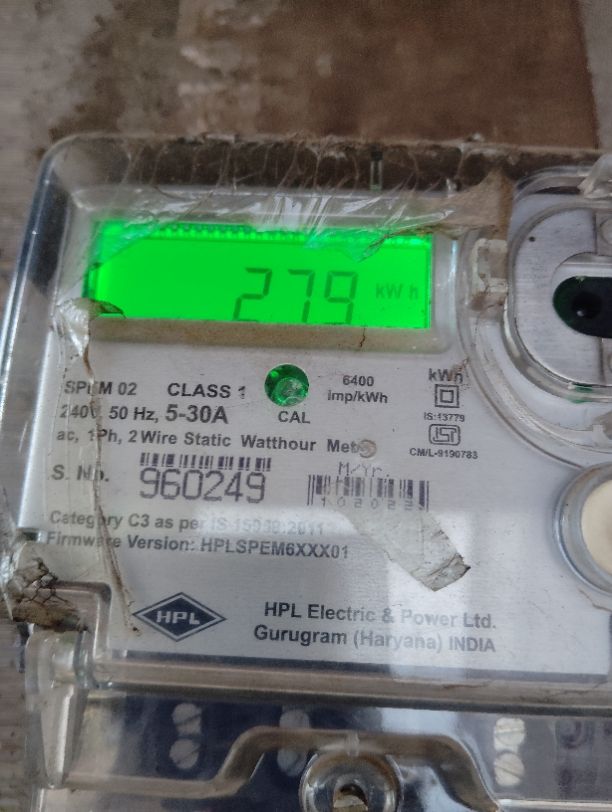 279 kWh
SPEM 02 CLASS 1
6400
imp/kWh
kWh
240V, 50 Hz, 5-30A
CAL
IS:13779
ac, 1Ph, 2 Wire Static Watthour Meter
CM/L-9190783
S. No. 960249
M/Yr.
Category C3 as per IS 15959:2011
Firmware Version: HPLSPEM6XXX01
HPL
HPL Electric & Power Ltd.
Gurugram (Haryana) INDIA